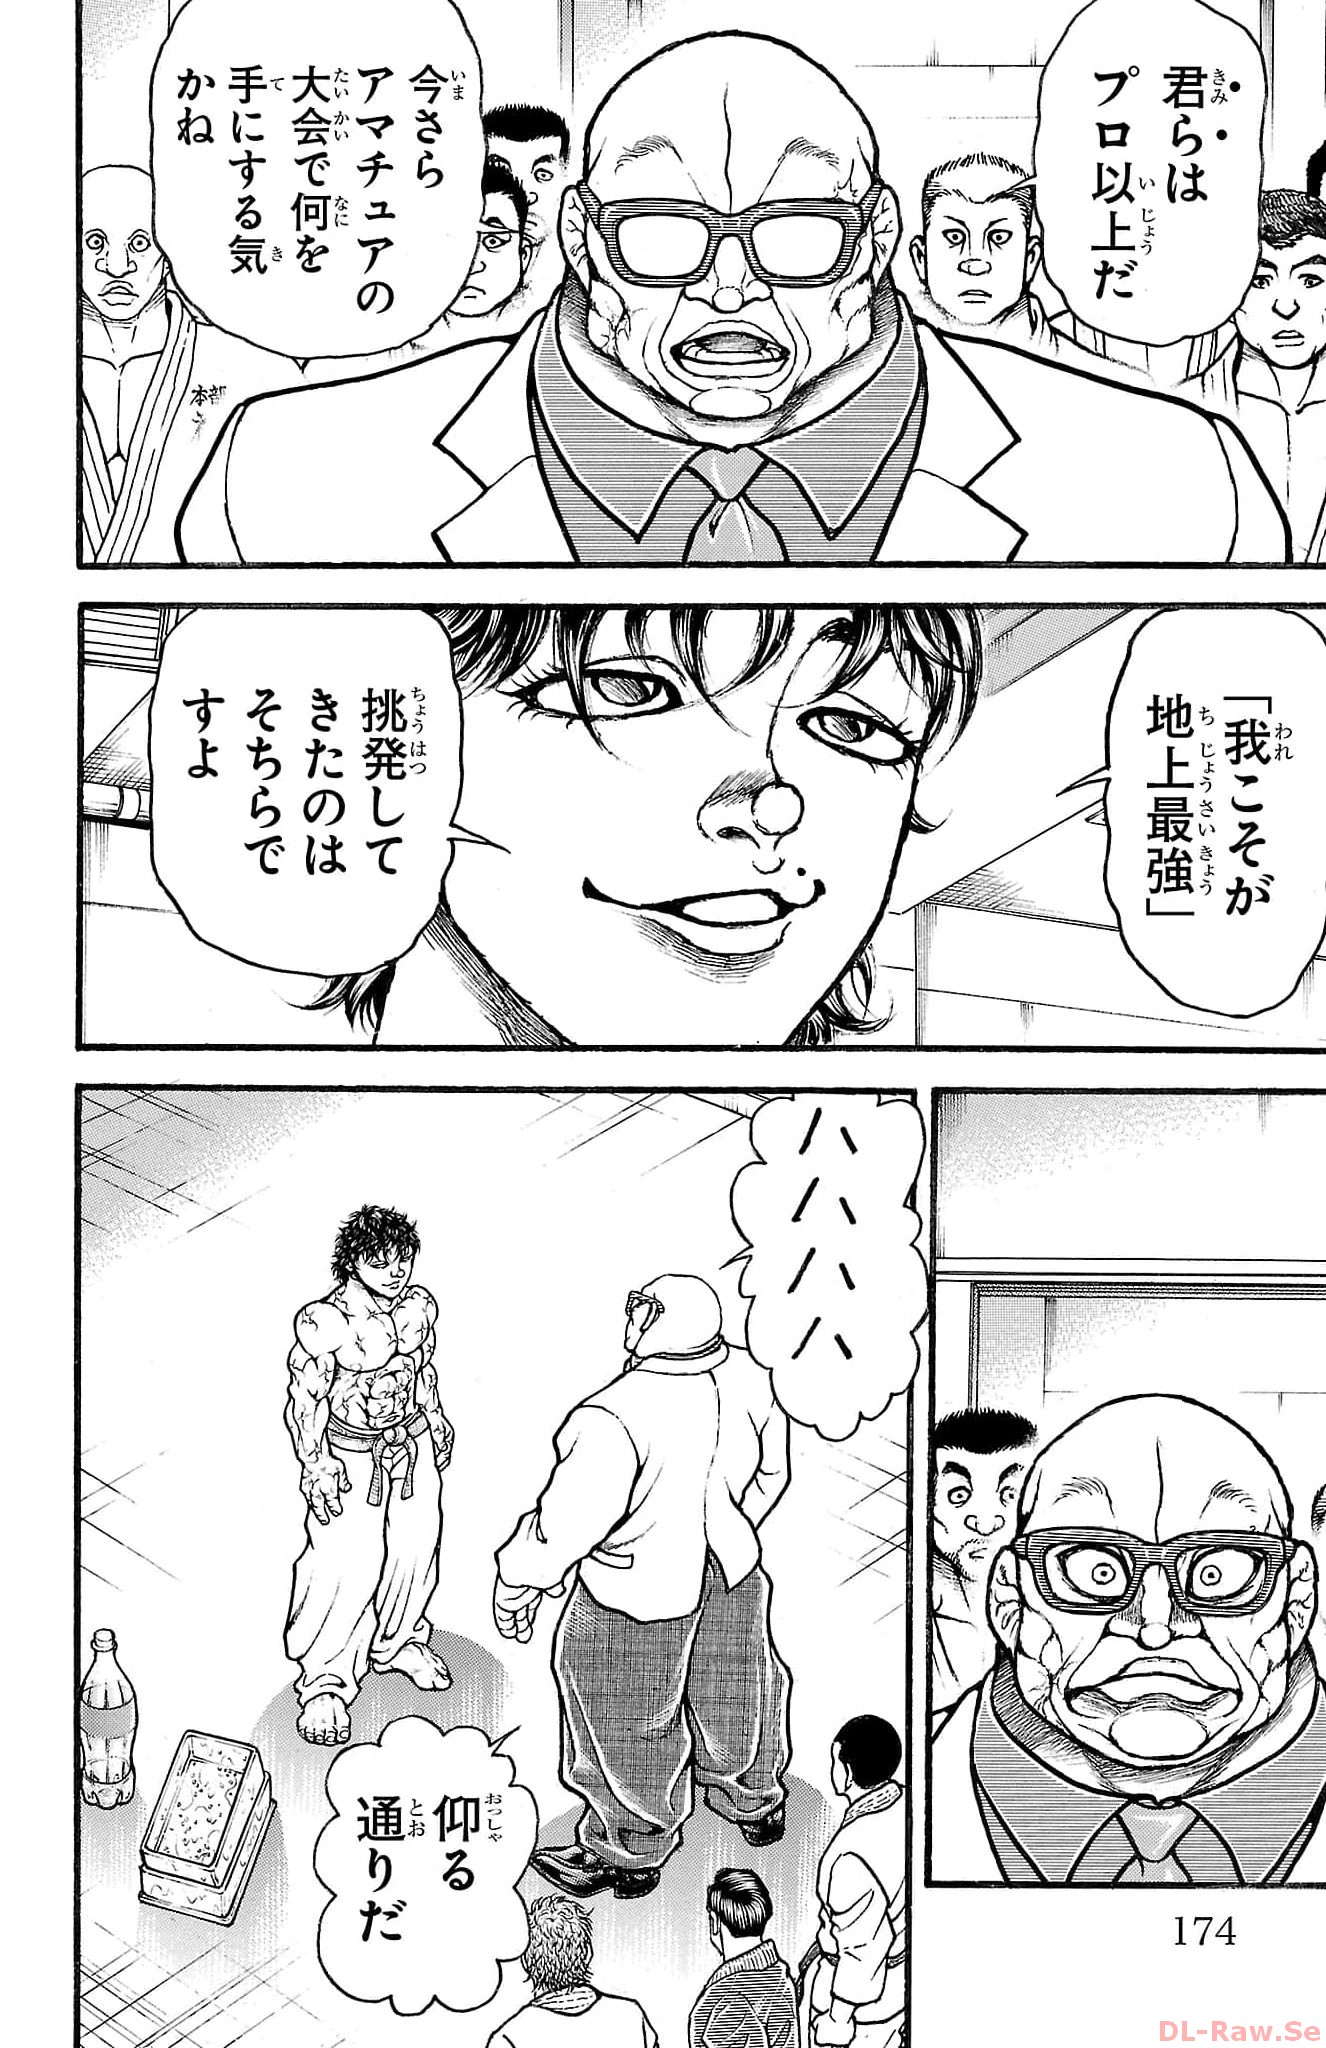 君らは
プロ以上だ
今さら
アマチュアの
大会で何を
手にする気
かね
本部
「我こそが
地上最強」
挑発して
きたのは
そちらで
すよ
ハハハハ
仰る
通りだ
174
DL-Raw.Se